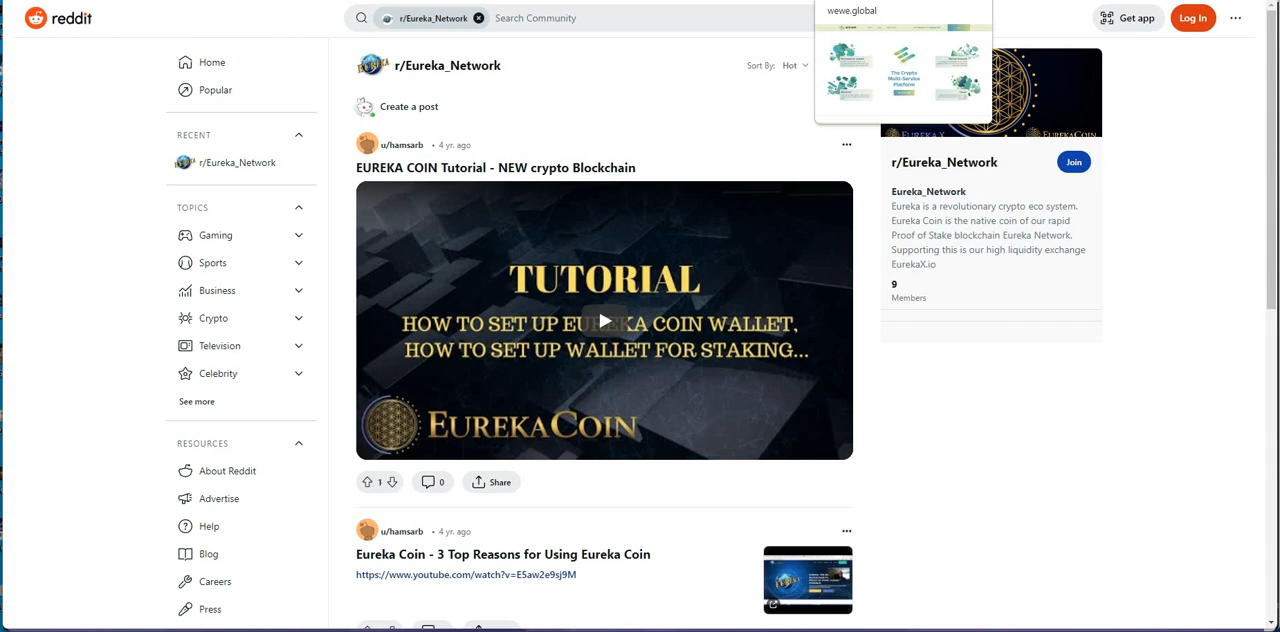 reddit
r/Eureka_Network
Search Community
wewe.global
The Crypto
Multi-Service
Platform
Get app
Log In
Home
Popular
RECENT
r/Eureka_Network
TOPICS
Gaming
Sports
Business
Crypto
Television
Celebrity
See more
RESOURCES
About Reddit
Advertise
Help
Blog
Careers
Press
r/Eureka_Network
Sort By: Hot
Create a post
u/hamsarb • 4 yr. ago
EUREKA COIN Tutorial - NEW crypto Blockchain
TUTORIAL
HOW TO SET UP EUREKA COIN WALLET,
HOW TO SET UP WALLET FOR STAKING...
EUREKACOIN
1
0
Share
u/hamsarb • 4 yr. ago
Eureka Coin - 3 Top Reasons for Using Eureka Coin
https://www.youtube.com/watch?v=E5aw2e9sj9M
EUREKA X
EUREKACOIN
r/Eureka_Network
Join
Eureka_Network
Eureka is a revolutionary crypto eco system.
Eureka Coin is the native coin of our rapid
Proof of Stake blockchain Eureka Network.
Supporting this is our high liquidity exchange
EurekaX.io
9
Members